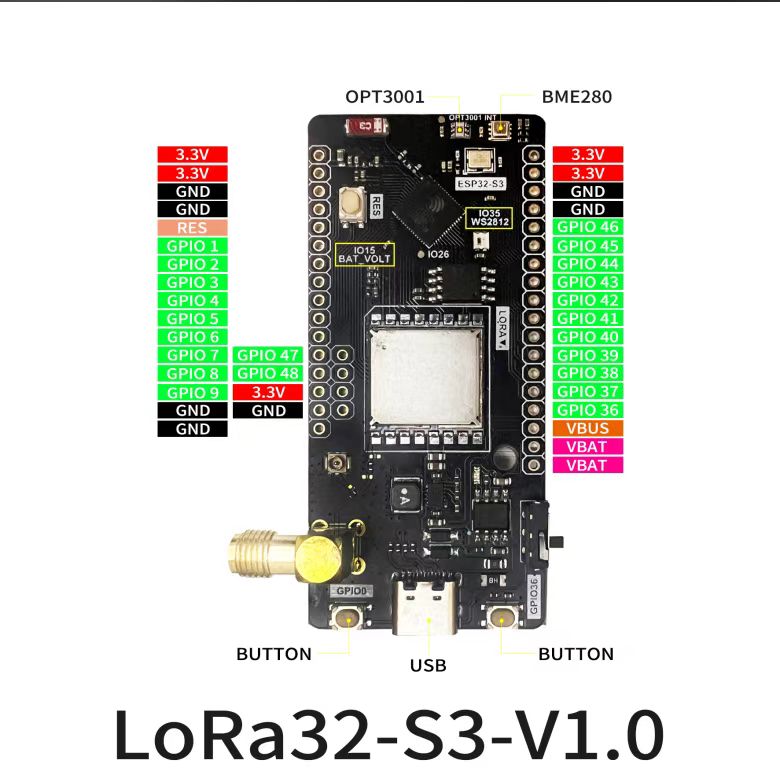 OPT3001
BME280
OPT3001 INT
3.3V
3.3V
GND
GND
RES
GPIO 1
GPIO 2
GPIO 3
GPIO 4
GPIO 5
GPIO 6
GPIO 7
GPIO 8
GPIO 9
GND
GND
GPIO 47
GPIO 48
3.3V
GND
ESP32-S3
RES
IO35
WS2812
IO15
BAT_VOLT
IO26
LORA▼
3.3V
3.3V
GND
GND
GPIO 46
GPIO 45
GPIO 44
GPIO 43
GPIO 42
GPIO 41
GPIO 40
GPIO 39
GPIO 38
GPIO 37
GPIO 36
VBUS
VBAT
VBAT
A
8H
GPIO0
GPIO36
BUTTON
USB
BUTTON
LoRa32-S3-V1.0